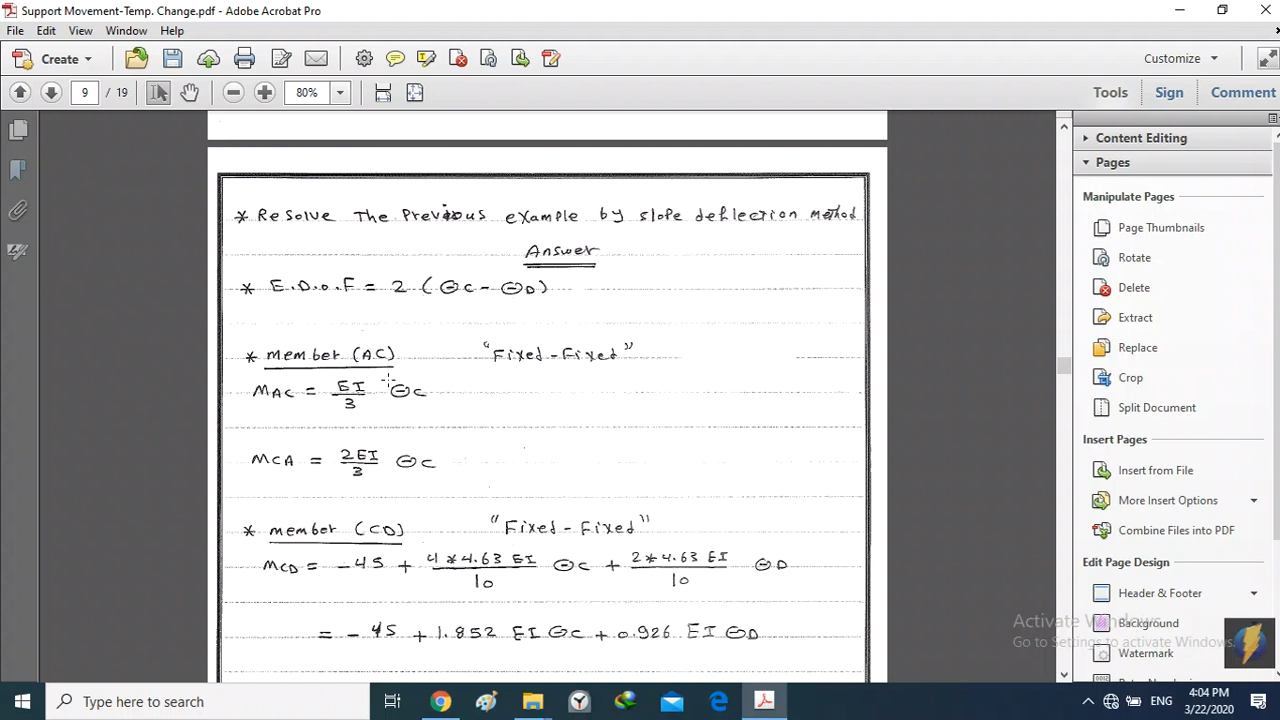 Support Movement-Temp. Change.pdf - Adobe Acrobat Pro
File Edit View Window Help
Create
Customize
9 / 19
80%
Tools Sign Comment
* Resolve The Previous example by slope deflection method
Answer
* E.D.o.F = 2 (ΘC - ΘD)
* member (AC) "Fixed-Fixed"
MAC = EI/3 ΘC
MCA = 2EI/3 ΘC
* member (CD) "Fixed-Fixed"
MCD = -45 + 4*4.63 EI/10 ΘC + 2*4.63 EI/10 ΘD
= -45 + 1.852 EI ΘC + 0.926 EI ΘD
Content Editing
Pages
Manipulate Pages
Page Thumbnails
Rotate
Delete
Extract
Replace
Crop
Split Document
Insert Pages
Insert from File
More Insert Options
Combine Files into PDF
Edit Page Design
Header & Footer
Background
Watermark
Activate Windows
Go to Settings to activate Windows.
Type here to search
ENG
4:04 PM
3/22/2020